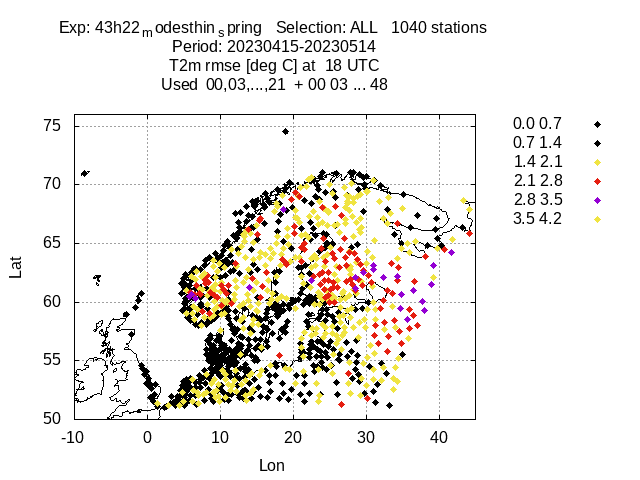 Exp: 43h22modesthinspring Selection: ALL 1040 stations
Period: 20230415-20230514
T2m rmse [deg C] at 18 UTC
Used 00,03,...,21 + 00 03 ... 48
75
70
65
60
55
50
Lat
-10 0 10 20 30 40
Lon
0.0 0.7
0.7 1.4
1.4 2.1
2.1 2.8
2.8 3.5
3.5 4.2